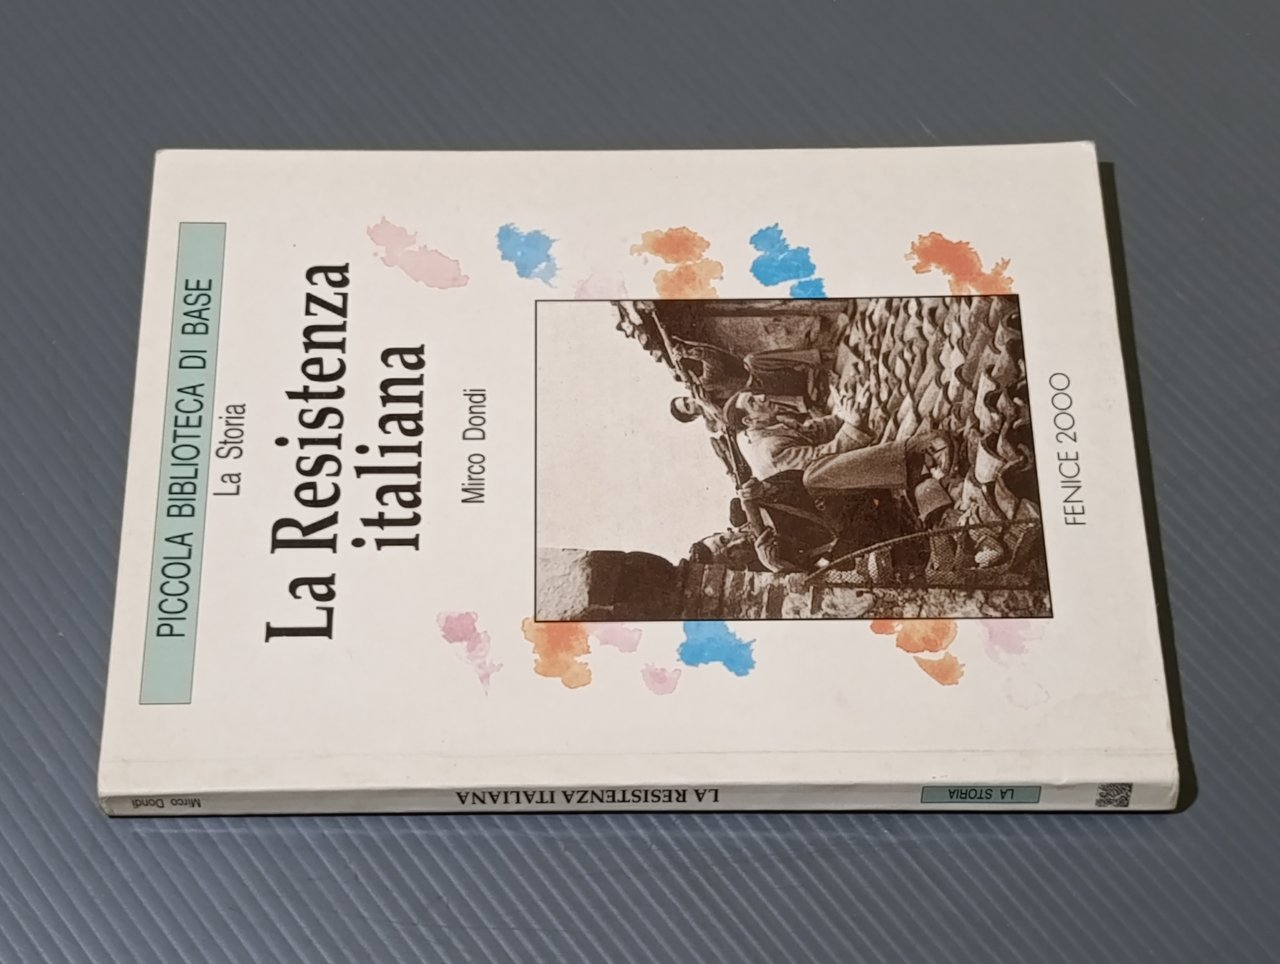 PICCOLA BIBLIOTECA DI BASE
La Storia
La Resistenza
italiana
Mirco Dondi
FENICE 2000
Mirco Dondi
LA RESISTENZA ITALIANA
LA STORIA